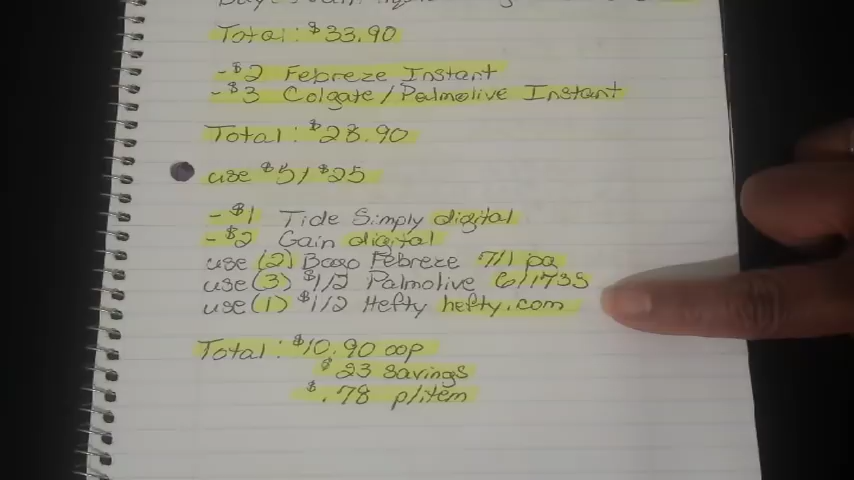 Total: $33.90
-$2 Febreze Instant
-$3 Colgate/Palmolive Instant
Total: $28.90
use $5/$25
-$1 Tide Simply digital
-$2 Gain digital
use (2) Bogo Febreze 7/1 pg
use (3) $1/2 Palmolive 6/17SS
use (1) $1/2 Hefty hefty.com
Total: $10.90 oop
$23 savings
$.78 p/item